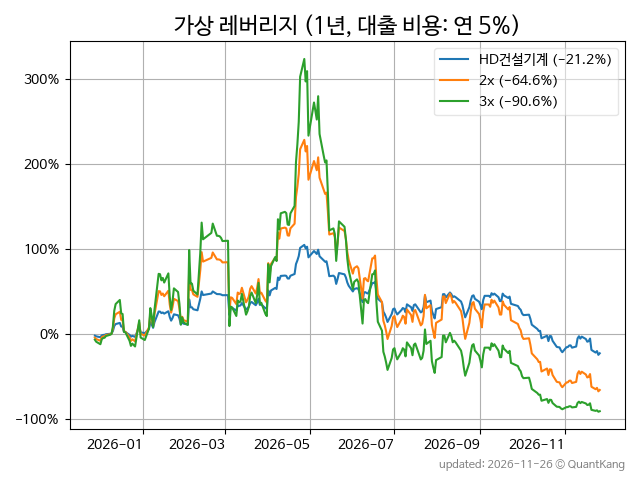 가상 레버리지 (1년, 대출 비용: 연 5%)
HD건설기계 (−21.2%)
2x (−64.6%)
3x (−90.6%)
300%
200%
100%
0%
−100%
2026-01 2026-03 2026-05 2026-07 2026-09 2026-11
updated: 2026-11-26 © QuantKang